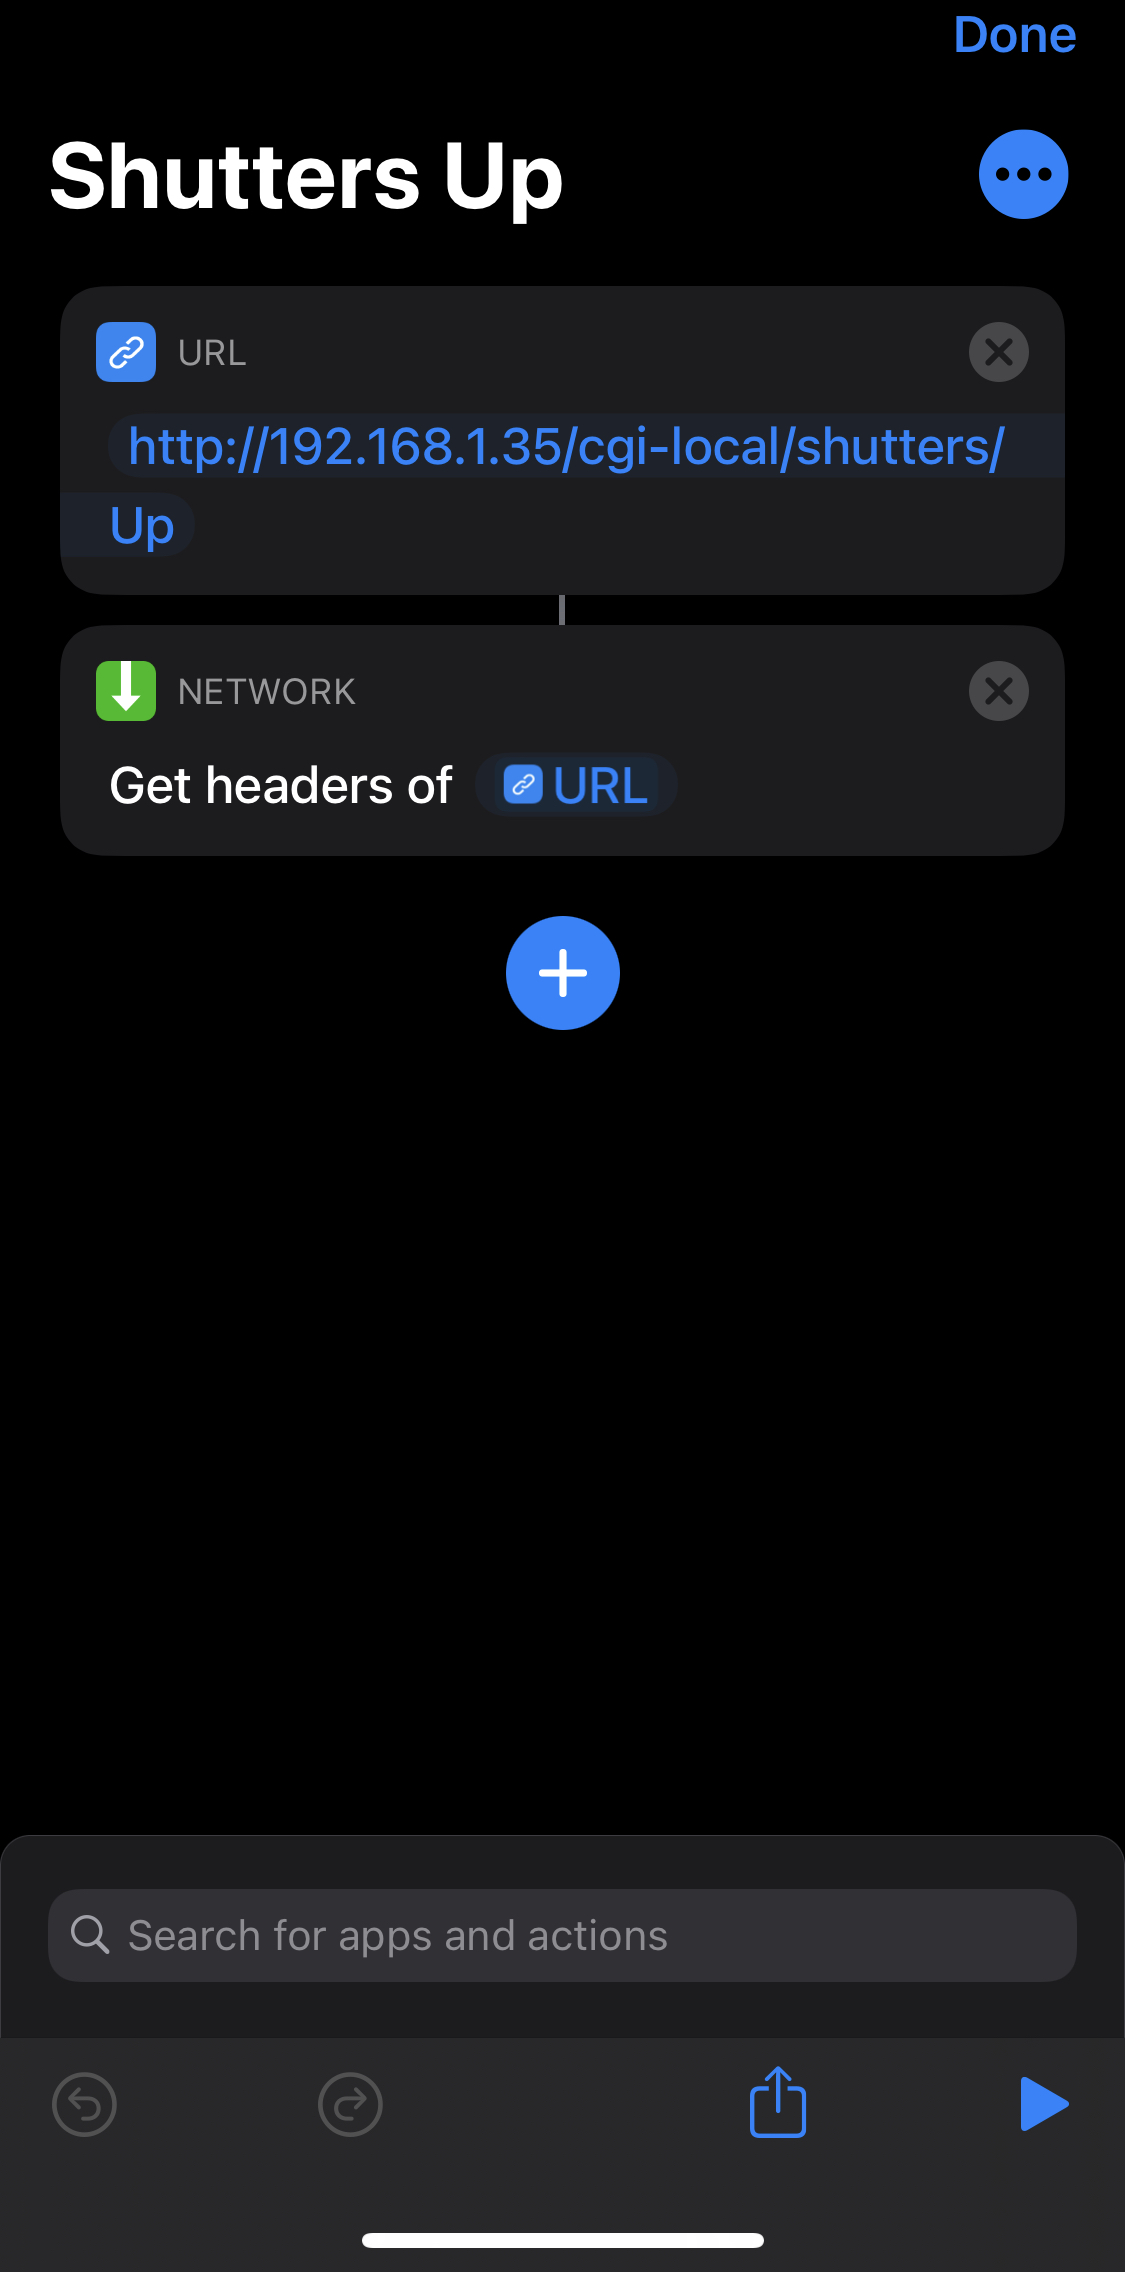 Done
Shutters Up
URL
http://192.168.1.35/cgi-local/shutters/
Up
NETWORK
Get headers of URL
Search for apps and actions